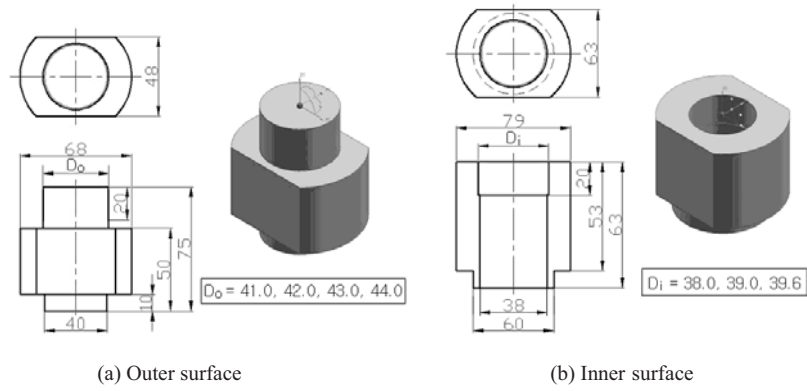 48
68
Do
20
50
75
10
40
Do = 41.0, 42.0, 43.0, 44.0
(a) Outer surface
63
79
Di
20
53
63
38
60
Di = 38.0, 39.0, 39.6
(b) Inner surface